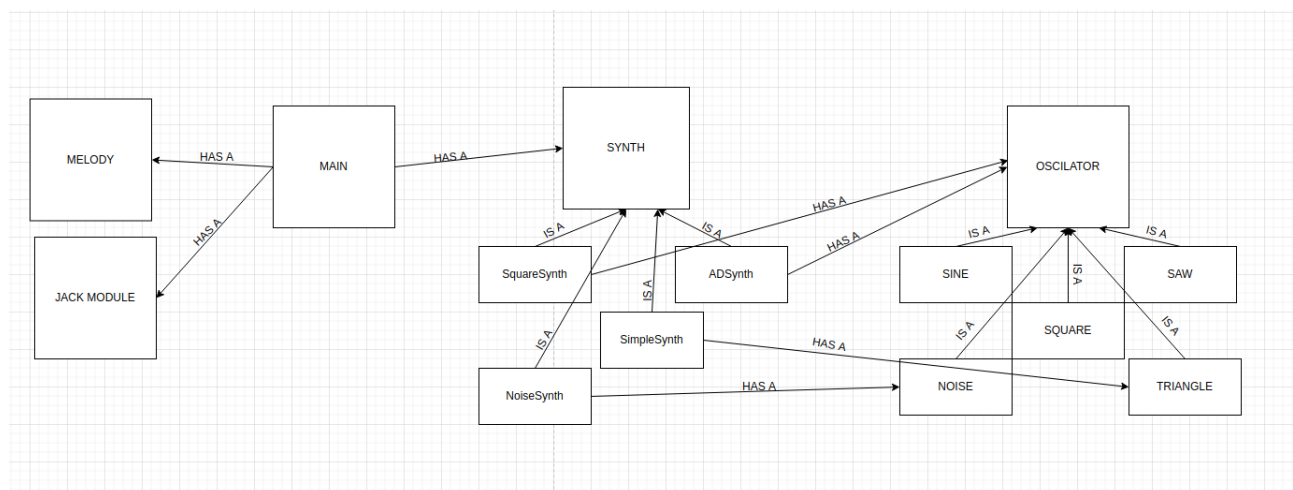 MELODY
HAS A
MAIN
HAS A
SYNTH
OSCILATOR
HAS A
JACK MODULE
IS A
IS A
HAS A
HAS A
IS A
IS A
SquareSynth
ADSynth
SINE
IS A
SAW
IS A
SimpleSynth
HAS A
IS A
IS A
SQUARE
IS A
NoiseSynth
HAS A
NOISE
TRIANGLE